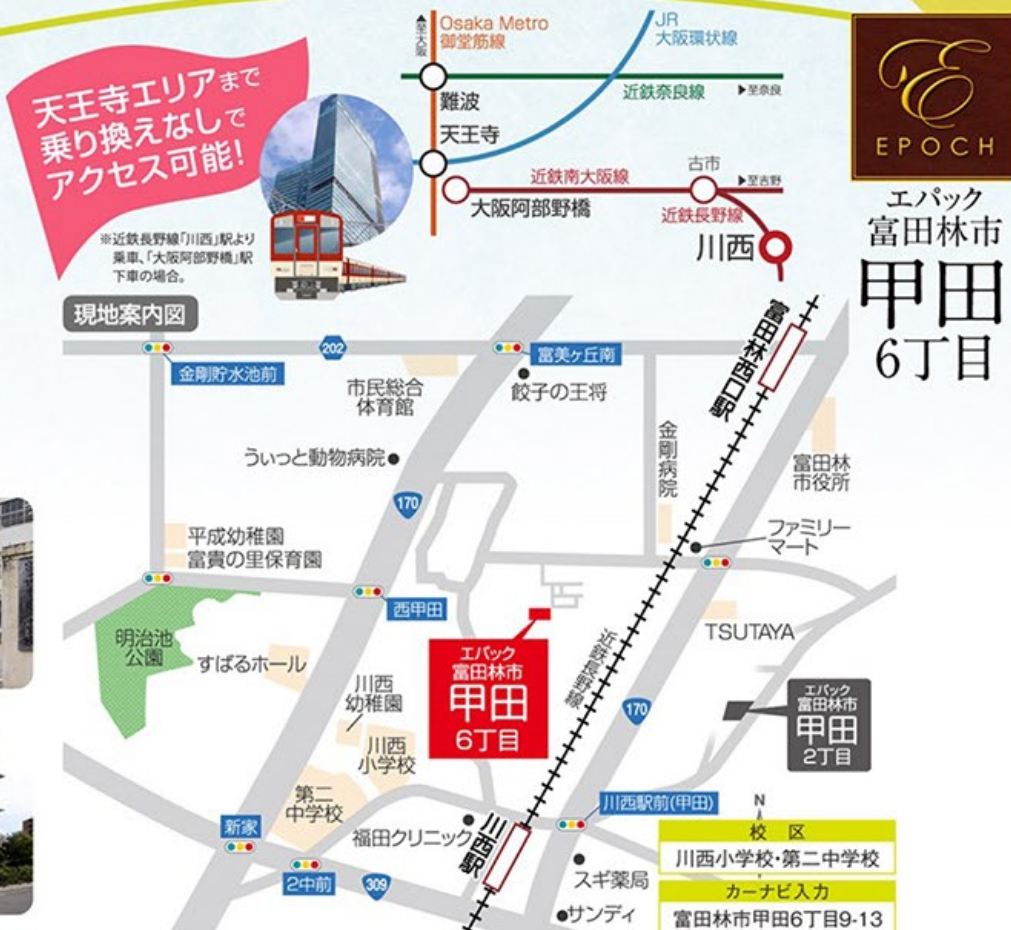 天王寺エリアまで
乗り換えなしで
アクセス可能!
※近鉄長野線「川西」駅より
乗車、「大阪阿部野橋」駅
下車の場合。
▲至大阪
Osaka Metro
御堂筋線
JR
大阪環状線
難波
近鉄奈良線
▶至奈良
天王寺
近鉄南大阪線
古市
▶至吉野
大阪阿部野橋
近鉄長野線
川西
E
EPOCH
エパック
富田林市
甲田
6丁目
現地案内図
202
金剛貯水池前
富美ヶ丘南
市民総合
体育館
餃子の王将
富田林西口駅
ういっと動物病院
金剛病院
富田林
市役所
170
平成幼稚園
富貴の里保育園
ファミリー
マート
西甲田
TSUTAYA
明治池
公園
すばるホール
エパック
富田林市
甲田
6丁目
近鉄長野線
川西
幼稚園
170
エパック
富田林市
甲田
2丁目
川西
小学校
第二
中学校
川西駅前(甲田)
新家
福田クリニック
川西駅
2中前
309
スギ薬局
サンディ
N
校 区
川西小学校・第二中学校
カーナビ入力
富田林市甲田6丁目9-13